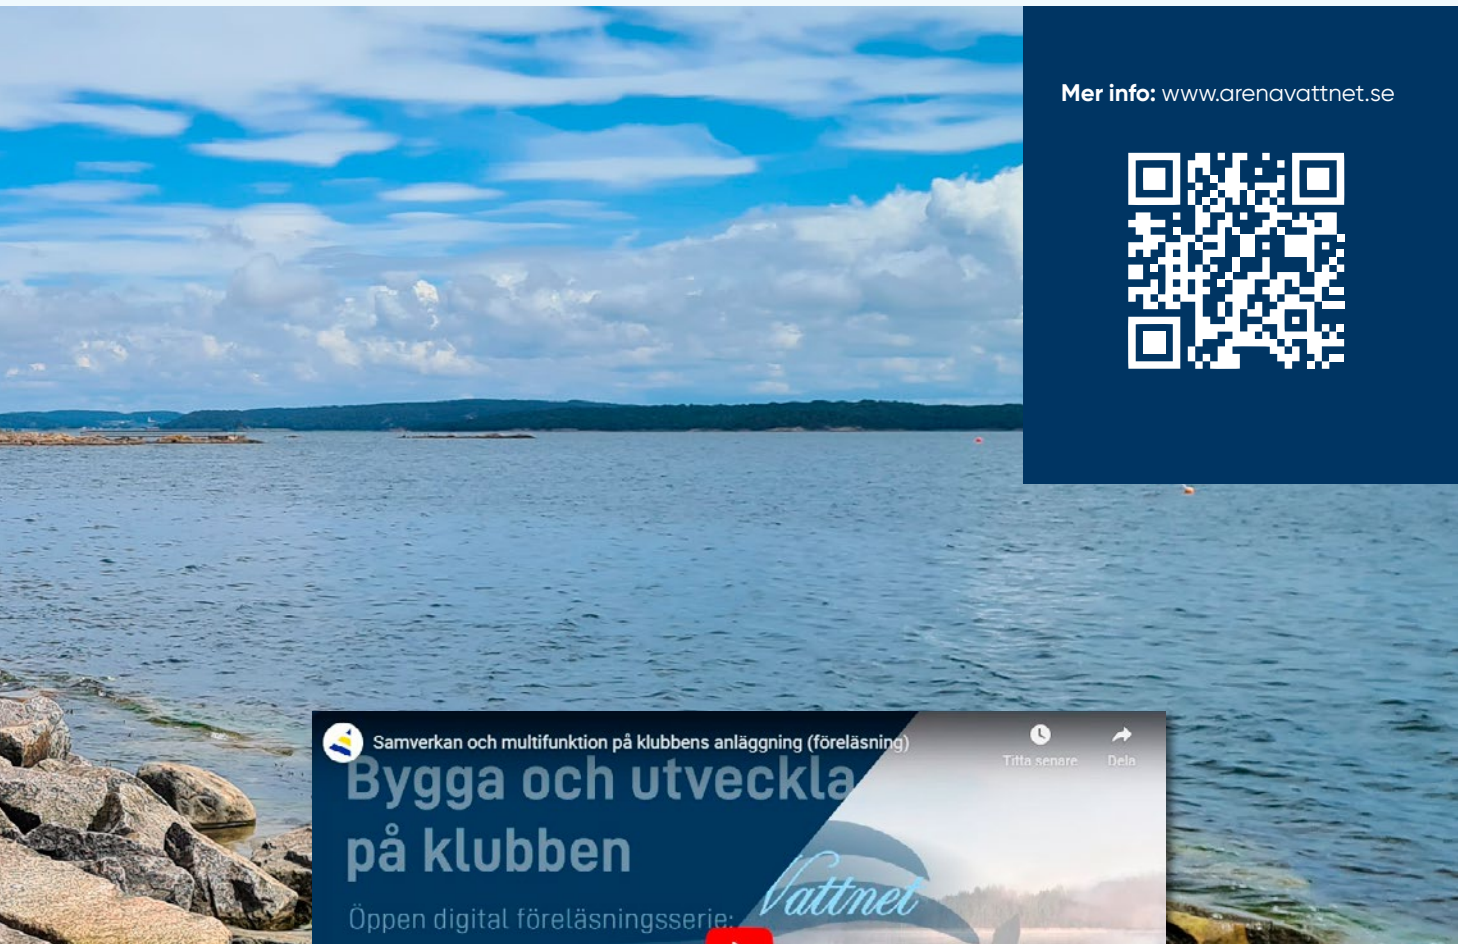 Mer info: www.arenavattnet.se
Samverkan och multifunktion på klubbens anläggning (föreläsning)
Titta senare
Dela
Bygga och utveckla
på klubben
Vattnet
Öppen digital föreläsningsserie: